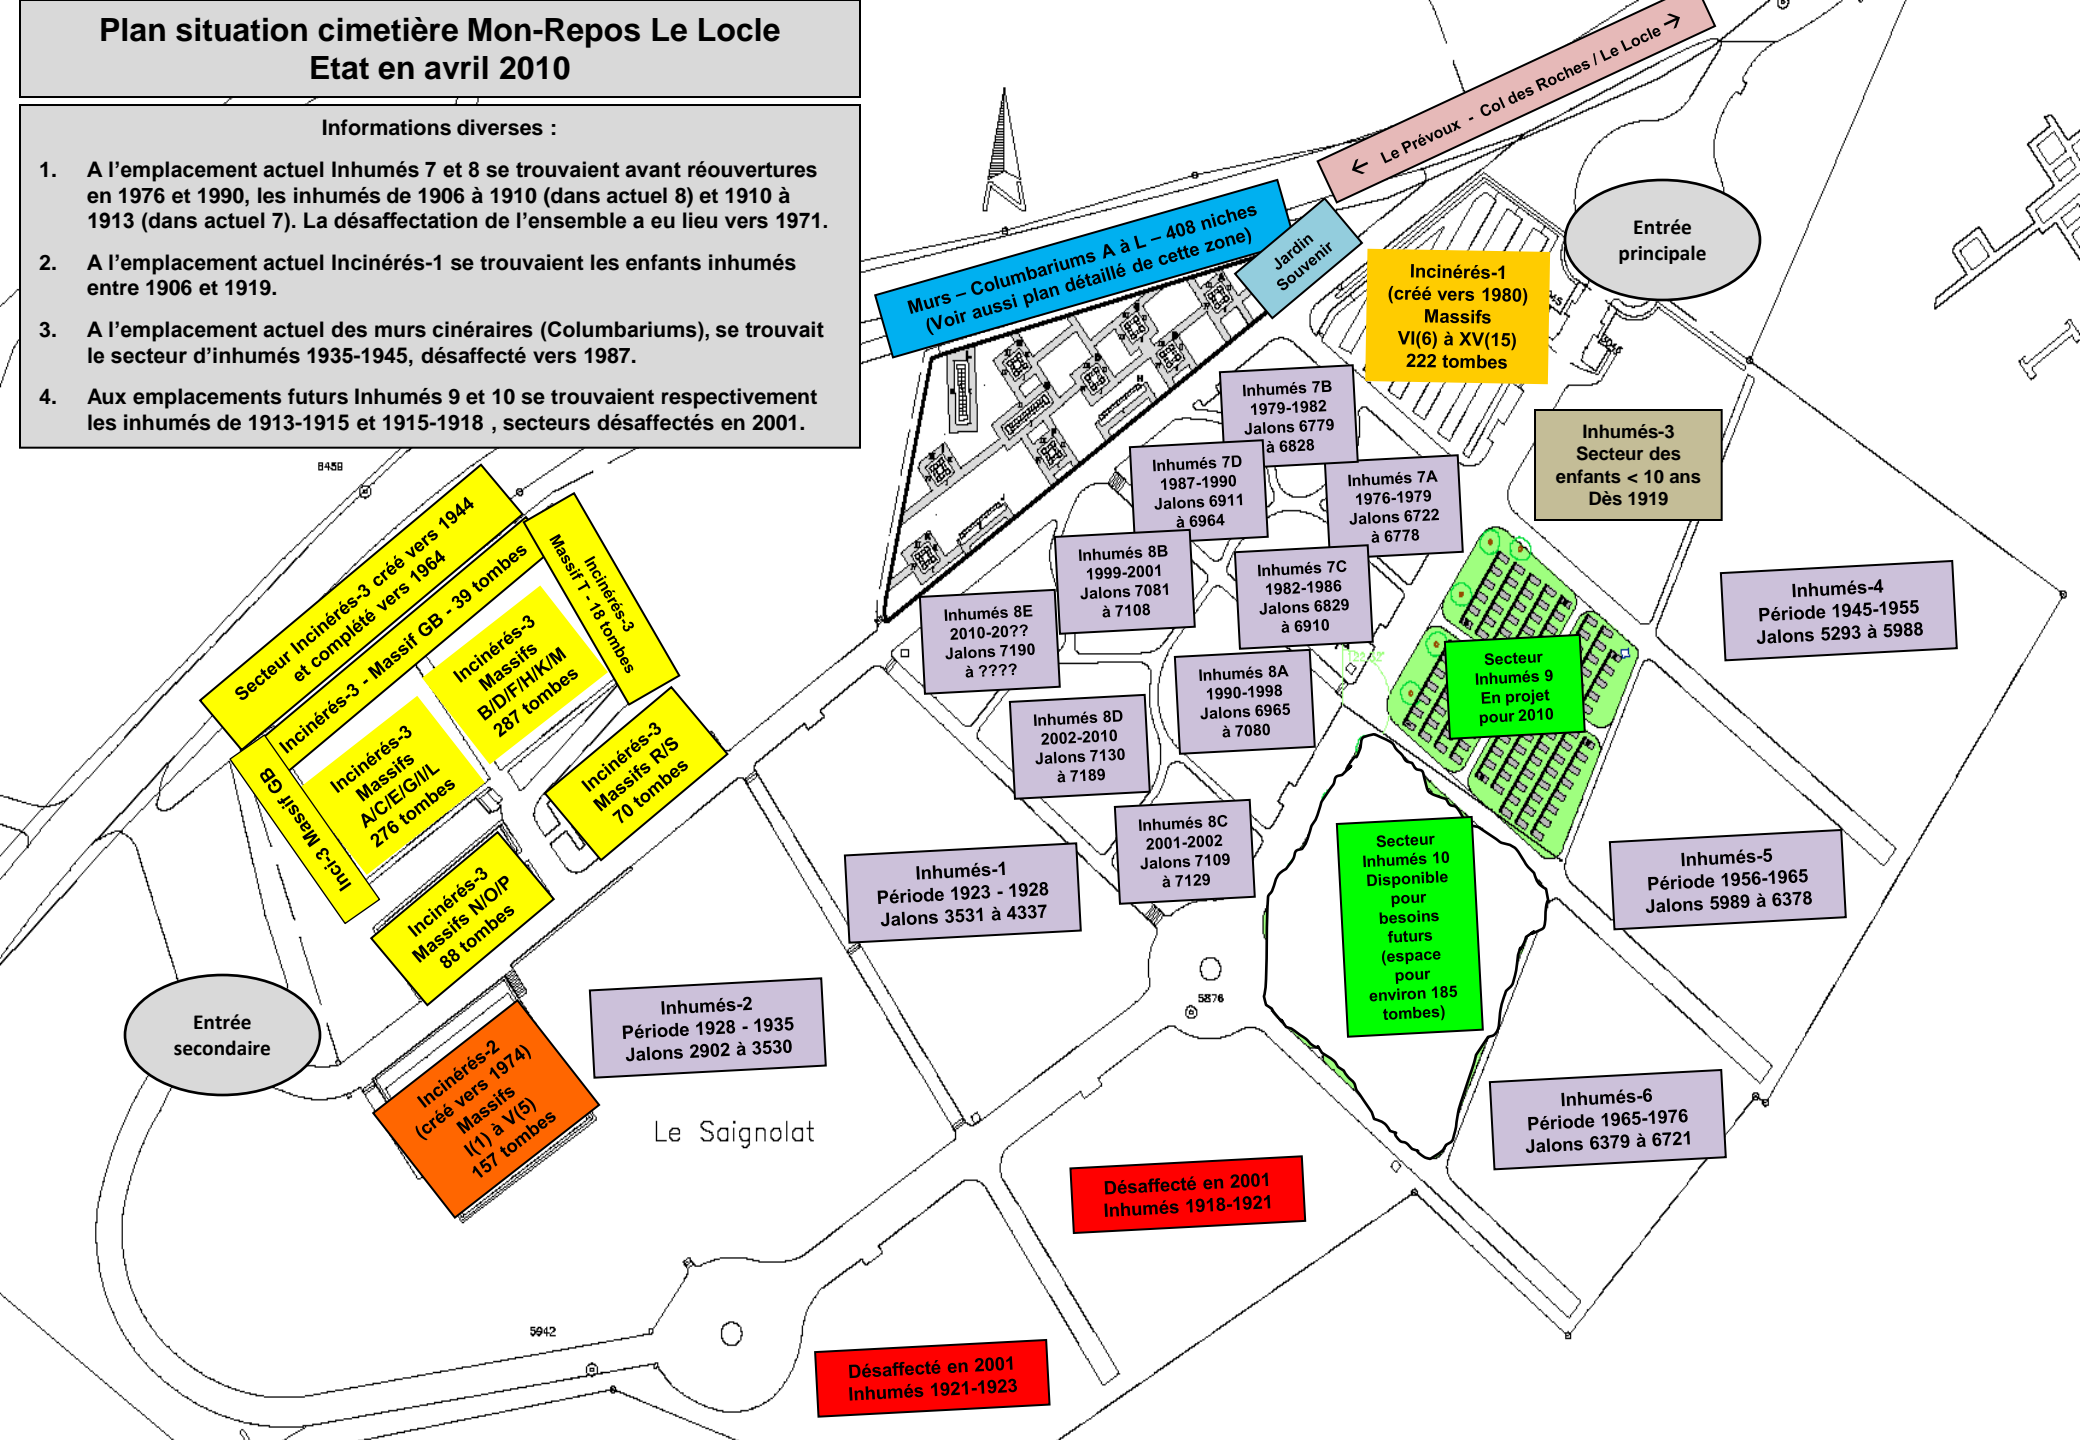 Plan situation cimetière Mon-Repos Le Locle
Etat en avril 2010
Informations diverses :
1. A l'emplacement actuel Inhumés 7 et 8 se trouvaient avant réouvertures
en 1976 et 1990, les inhumés de 1906 à 1910 (dans actuel 8) et 1910 à
1913 (dans actuel 7). La désaffectation de l'ensemble a eu lieu vers 1971.
2. A l'emplacement actuel Incinérés-1 se trouvaient les enfants inhumés
entre 1906 et 1919.
3. A l'emplacement actuel des murs cinéraires (Columbariums), se trouvait
le secteur d'inhumés 1935-1945, désaffecté vers 1987.
4. Aux emplacements futurs Inhumés 9 et 10 se trouvaient respectivement
les inhumés de 1913-1915 et 1915-1918 , secteurs désaffectés en 2001.
← Le Prévoux - Col des Roches / Le Locle →
Murs – Columbariums A à L – 408 niches
(Voir aussi plan détaillé de cette zone)
Jardin
Souvenir
Entrée
principale
Incinérés-1
(créé vers 1980)
Massifs
VI(6) à XV(15)
222 tombes
Inhumés 7B
1979-1982
Jalons 6779
à 6828
Inhumés-3
Secteur des
enfants < 10 ans
Dès 1919
Inhumés 7D
1987-1990
Jalons 6911
à 6964
Inhumés 7A
1976-1979
Jalons 6722
à 6778
Inhumés 8B
1999-2001
Jalons 7081
à 7108
Inhumés 7C
1982-1986
Jalons 6829
à 6910
Inhumés 8E
2010-20??
Jalons 7190
à ????
Inhumés-4
Période 1945-1955
Jalons 5293 à 5988
Inhumés 8A
1990-1998
Jalons 6965
à 7080
Secteur
Inhumés 9
En projet
pour 2010
Inhumés 8D
2002-2010
Jalons 7130
à 7189
Inhumés 8C
2001-2002
Jalons 7109
à 7129
Secteur
Inhumés 10
Disponible
pour
besoins
futurs
(espace
pour
environ 185
tombes)
Inhumés-5
Période 1956-1965
Jalons 5989 à 6378
Inhumés-1
Période 1923 - 1928
Jalons 3531 à 4337
Inhumés-2
Période 1928 - 1935
Jalons 2902 à 3530
Inhumés-6
Période 1965-1976
Jalons 6379 à 6721
8458
Secteur Incinérés-3 créé vers 1944
et complété vers 1964
Incinérés-3 - Massif GB - 39 tombes
Incinérés-3
Massif T - 18 tombes
Incinérés-3
Massifs
B/D/F/H/K/M
287 tombes
Incinérés-3
Massifs
A/C/E/G/I/L
276 tombes
Inci-3 Massif GB
Incinérés-3
Massifs R/S
70 tombes
Incinérés-3
Massifs N/O/P
88 tombes
Entrée
secondaire
Incinérés-2
(créé vers 1974)
Massifs
I(1) à V(5)
157 tombes
Le Saignolat
5876
Désaffecté en 2001
Inhumés 1918-1921
5942
Désaffecté en 2001
Inhumés 1921-1923